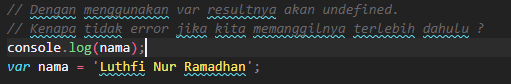 // Dengan menggunakan var resultnya akan undefined.
// Kenapa tidak error jika kita memanggilnya terlebih dahulu ?
console.log(nama);
var nama = 'Luthfi Nur Ramadhan';